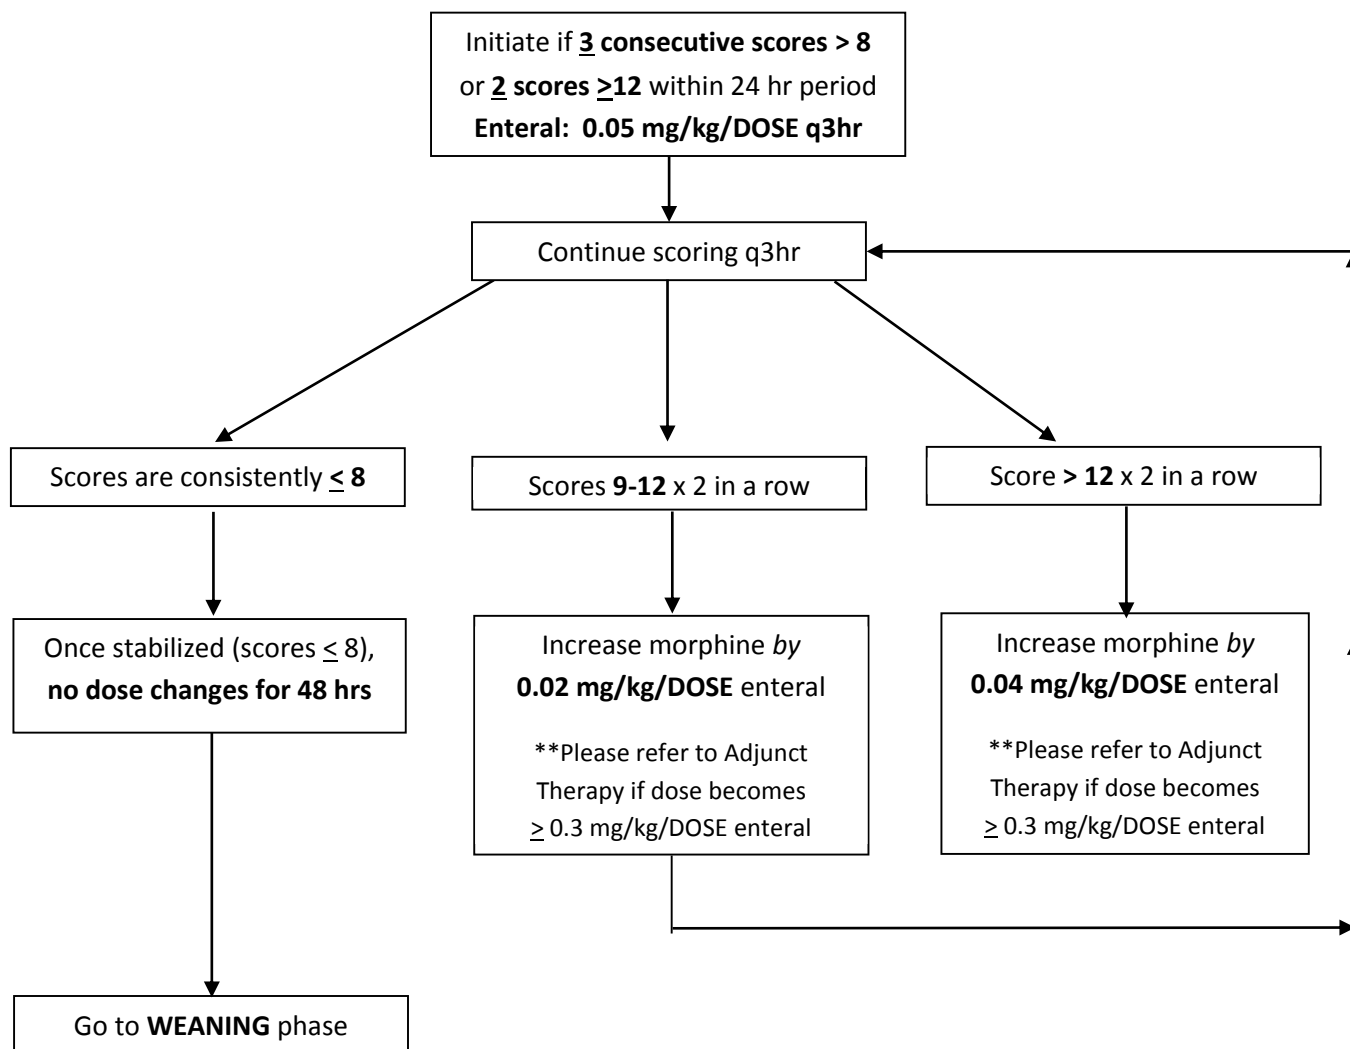 Initiate if 3 consecutive scores > 8
or 2 scores ≥12 within 24 hr period
Enteral: 0.05 mg/kg/DOSE q3hr
Continue scoring q3hr
Scores are consistently ≤ 8
Scores 9-12 x 2 in a row
Score > 12 x 2 in a row
Once stabilized (scores ≤ 8),
no dose changes for 48 hrs
Increase morphine by
0.02 mg/kg/DOSE enteral
**Please refer to Adjunct
Therapy if dose becomes
≥ 0.3 mg/kg/DOSE enteral
Increase morphine by
0.04 mg/kg/DOSE enteral
**Please refer to Adjunct
Therapy if dose becomes
≥ 0.3 mg/kg/DOSE enteral
Go to WEANING phase